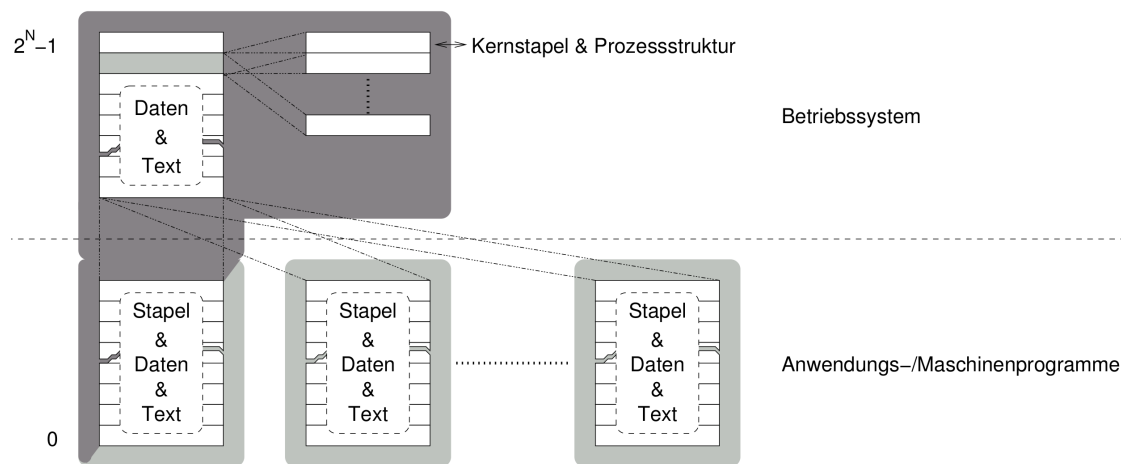 2^N−1
Kernstapel & Prozessstruktur
Daten
&
Text
Betriebssystem
Stapel
&
Daten
&
Text
Stapel
&
Daten
&
Text
Stapel
&
Daten
&
Text
Anwendungs−/Maschinenprogramme
0